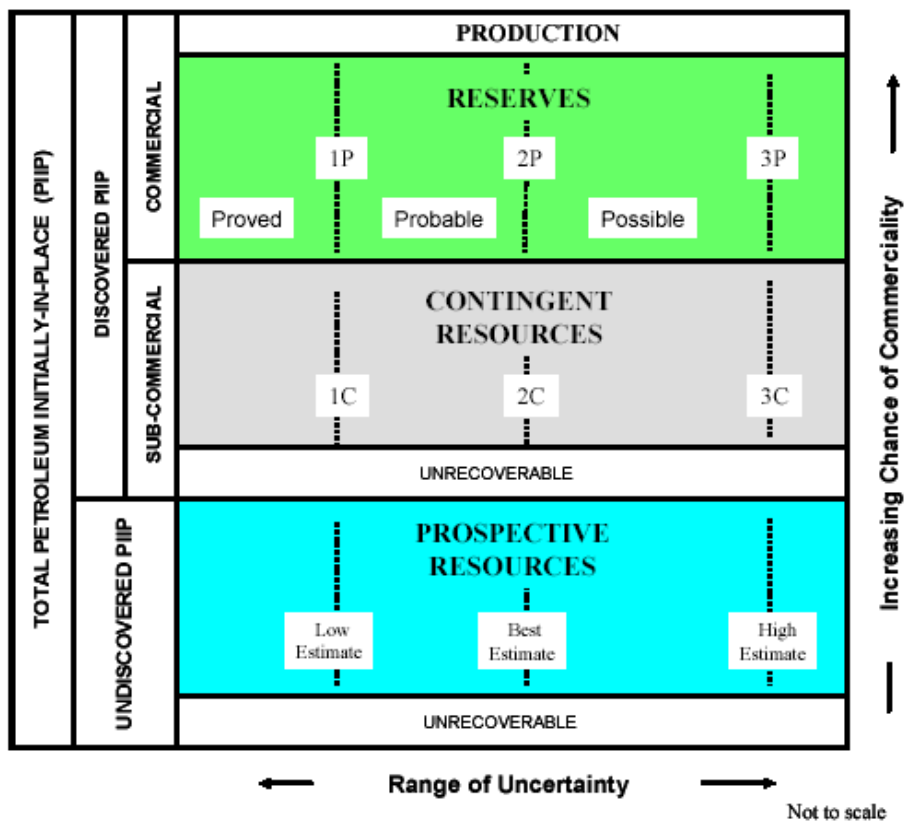 TOTAL PETROLEUM INITIALLY-IN-PLACE (PIIP)
DISCOVERED PIIP
UNDISCOVERED PIIP
COMMERCIAL
SUB-COMMERCIAL
PRODUCTION
RESERVES
1P
2P
3P
Proved
Probable
Possible
CONTINGENT
RESOURCES
1C
2C
3C
UNRECOVERABLE
PROSPECTIVE
RESOURCES
Low
Estimate
Best
Estimate
High
Estimate
UNRECOVERABLE
Increasing Chance of Commerciality
Range of Uncertainty
Not to scale